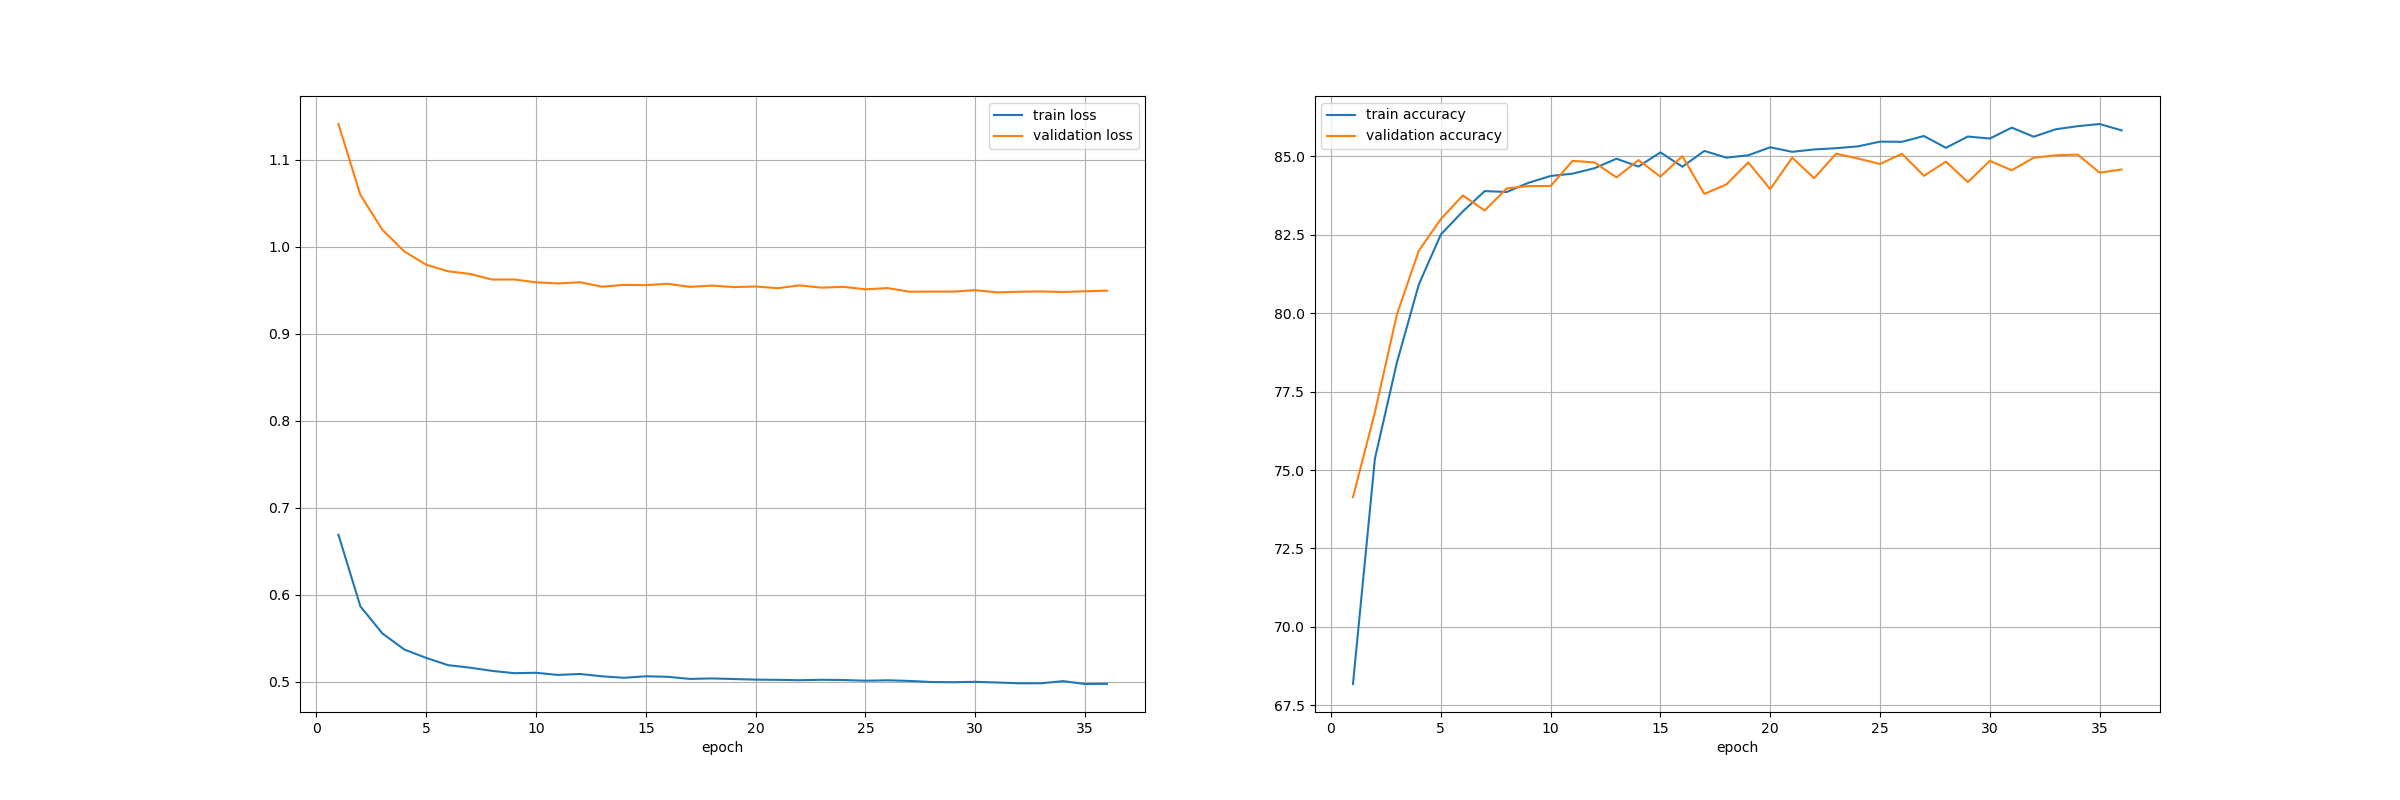 train loss
validation loss
1.1
1.0
0.9
0.8
0.7
0.6
0.5
0 5 10 15 20 25 30 35
epoch
train accuracy
validation accuracy
85.0
82.5
80.0
77.5
75.0
72.5
70.0
67.5
0 5 10 15 20 25 30 35
epoch